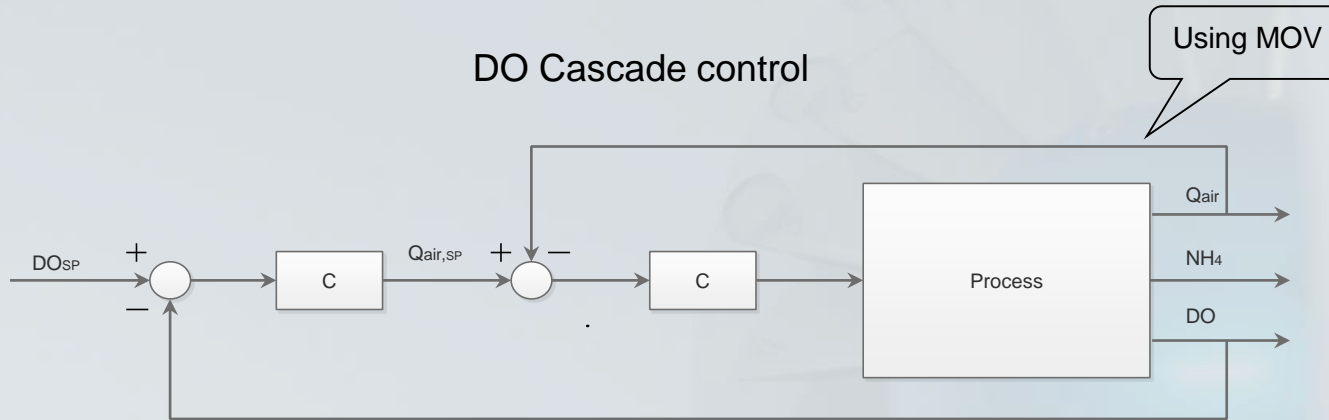 Using MOV
DO Cascade control
Qair
+
DOSP
Qair,SP
+
−
C
C
Process
NH4
−
.
DO